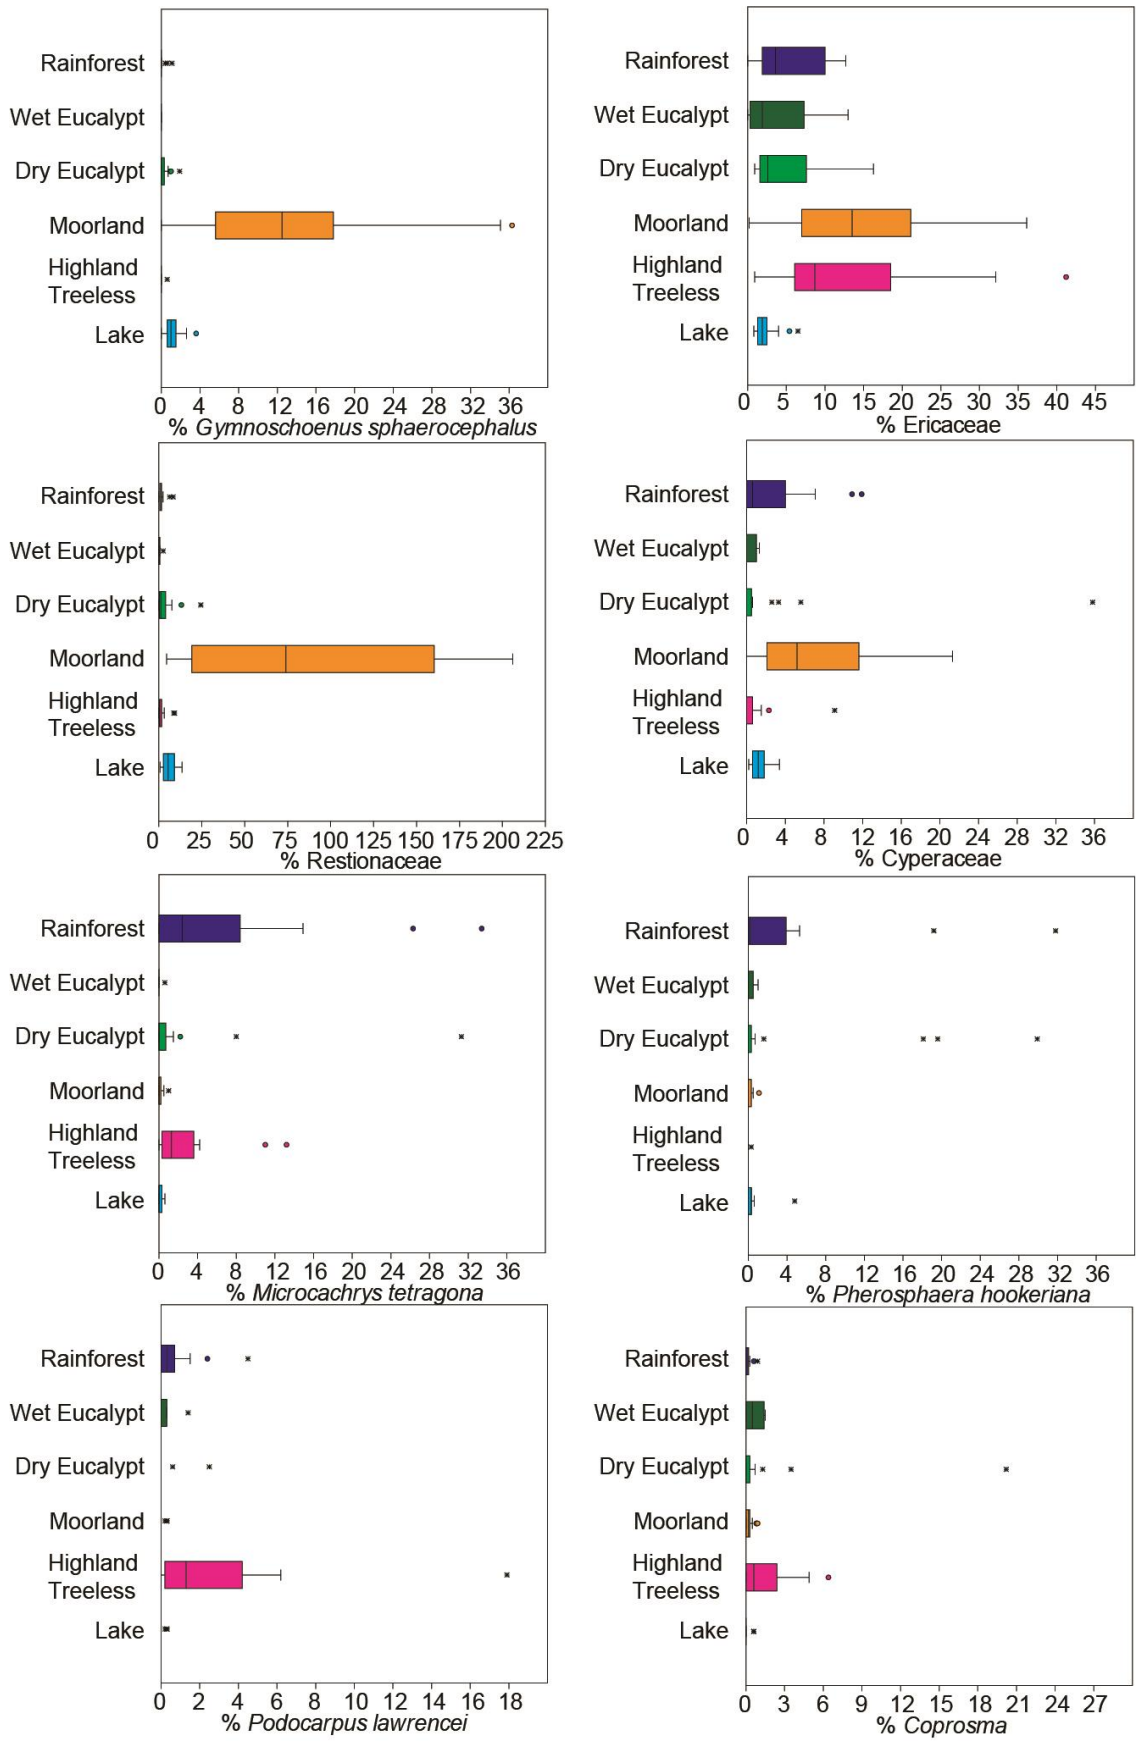 Rainforest
Wet Eucalypt
Dry Eucalypt
Moorland
Highland
Treeless
Lake
0 4 8 12 16 20 24 28 32 36
% Gymnoschoenus sphaerocephalus
Rainforest
Wet Eucalypt
Dry Eucalypt
Moorland
Highland
Treeless
Lake
0 5 10 15 20 25 30 35 40 45
% Ericaceae
Rainforest
Wet Eucalypt
Dry Eucalypt
Moorland
Highland
Treeless
Lake
0 25 50 75 100 125 150 175 200 225
% Restionaceae
Rainforest
Wet Eucalypt
Dry Eucalypt
Moorland
Highland
Treeless
Lake
0 4 8 12 16 20 24 28 32 36
% Cyperaceae
Rainforest
Wet Eucalypt
Dry Eucalypt
Moorland
Highland
Treeless
Lake
0 4 8 12 16 20 24 28 32 36
% Microcachrys tetragona
Rainforest
Wet Eucalypt
Dry Eucalypt
Moorland
Highland
Treeless
Lake
0 4 8 12 16 20 24 28 32 36
% Pherosphaera hookeriana
Rainforest
Wet Eucalypt
Dry Eucalypt
Moorland
Highland
Treeless
Lake
0 2 4 6 8 10 12 14 16 18
% Podocarpus lawrencei
Rainforest
Wet Eucalypt
Dry Eucalypt
Moorland
Highland
Treeless
Lake
0 3 6 9 12 15 18 21 24 27
% Coprosma